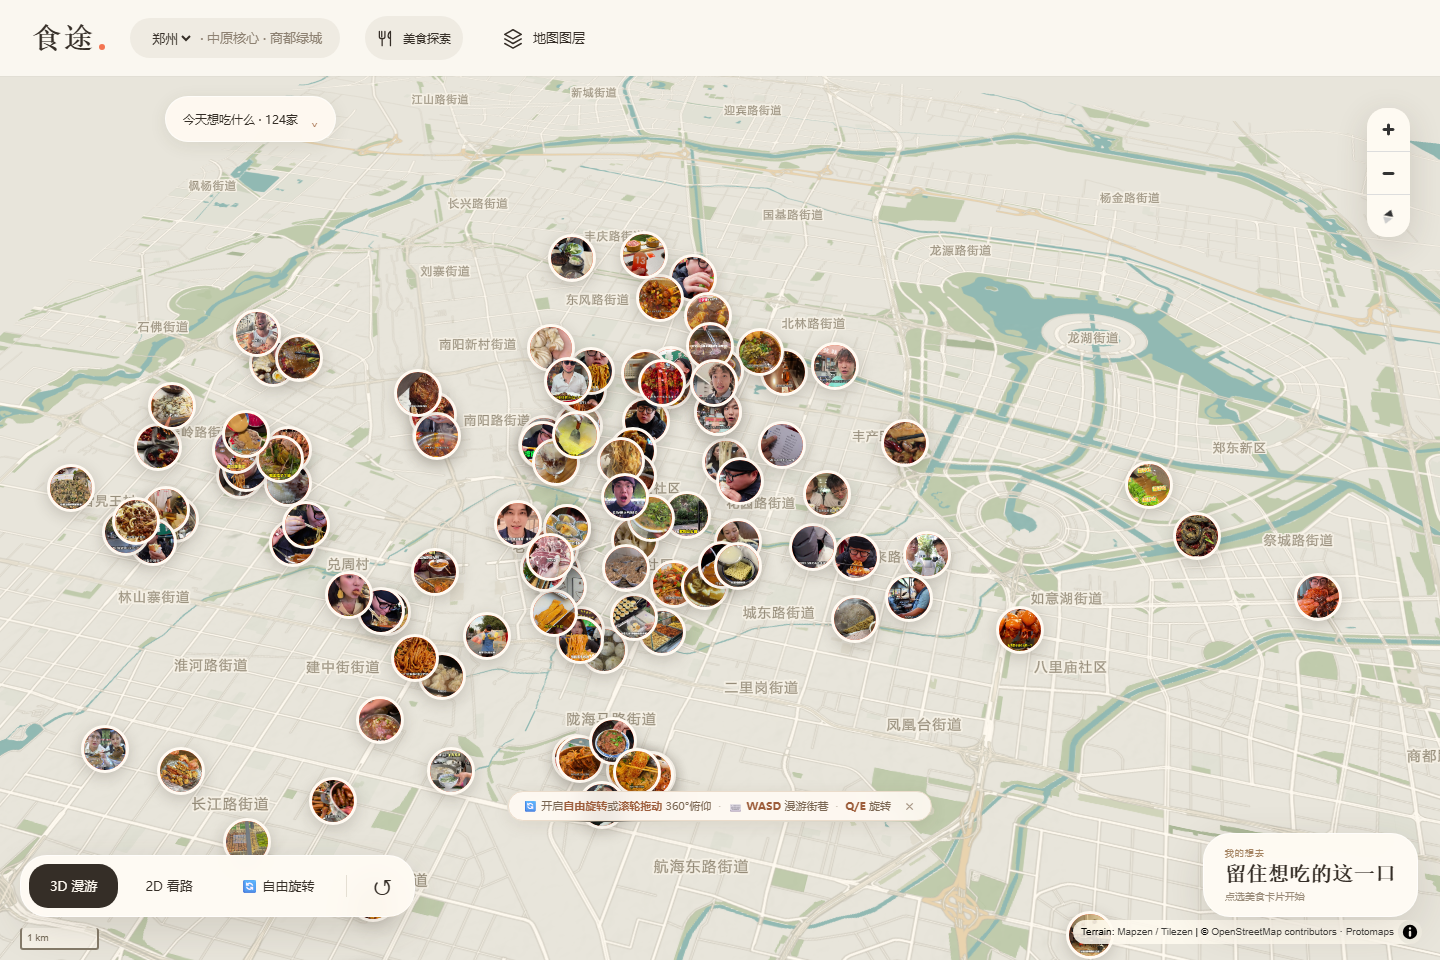 食途.
郑州 · 中原核心 · 商都绿城
美食探索
地图图层
今天想吃什么 · 124家
江山路街道
新城街道
迎宾路街道
枫杨街道
长兴路街道
国基路街道
杨金路街道
丰庆路街
龙源路街道
刘寨街道
东风路街道
石佛街道
南阳新村街道
北林路街道
龙湖街道
南阳路街道
岭路街
丰产
郑东新区
社区
花园路街道
祭城路街道
兑周村
来路
林山寨街道
城东路街道
如意湖街道
淮河路街道
建中街街道
八里庙社区
二里岗街道
陇海马路街道
凤凰台街道
商都
长江路街道
开启自由旋转或滚轮拖动 360°俯仰 · WASD 漫游街巷 · Q/E 旋转 ×
航海东路街道
道
3D 漫游
2D 看路
自由旋转
1 km
我的想去
留住想吃的这一口
点选美食卡片开始
Terrain: Mapzen / Tilezen | © OpenStreetMap contributors · Protomaps